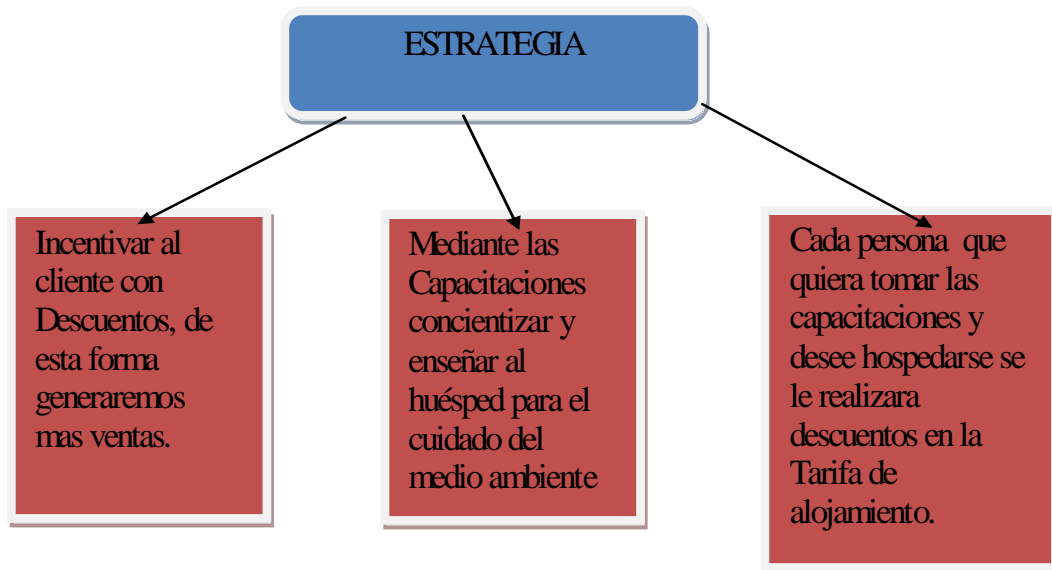 ESTRATEGIA
Incentivar al
cliente con
Descuentos, de
esta forma
generaremos
mas ventas.
Mediante las
Capacitaciones
concientizar y
enseñar al
huésped para el
cuidado del
medio ambiente
Cada persona  que
quiera tomar las
capacitaciones y
desee hospedarse se
le realizara
descuentos en la
Tarifa de
alojamiento.